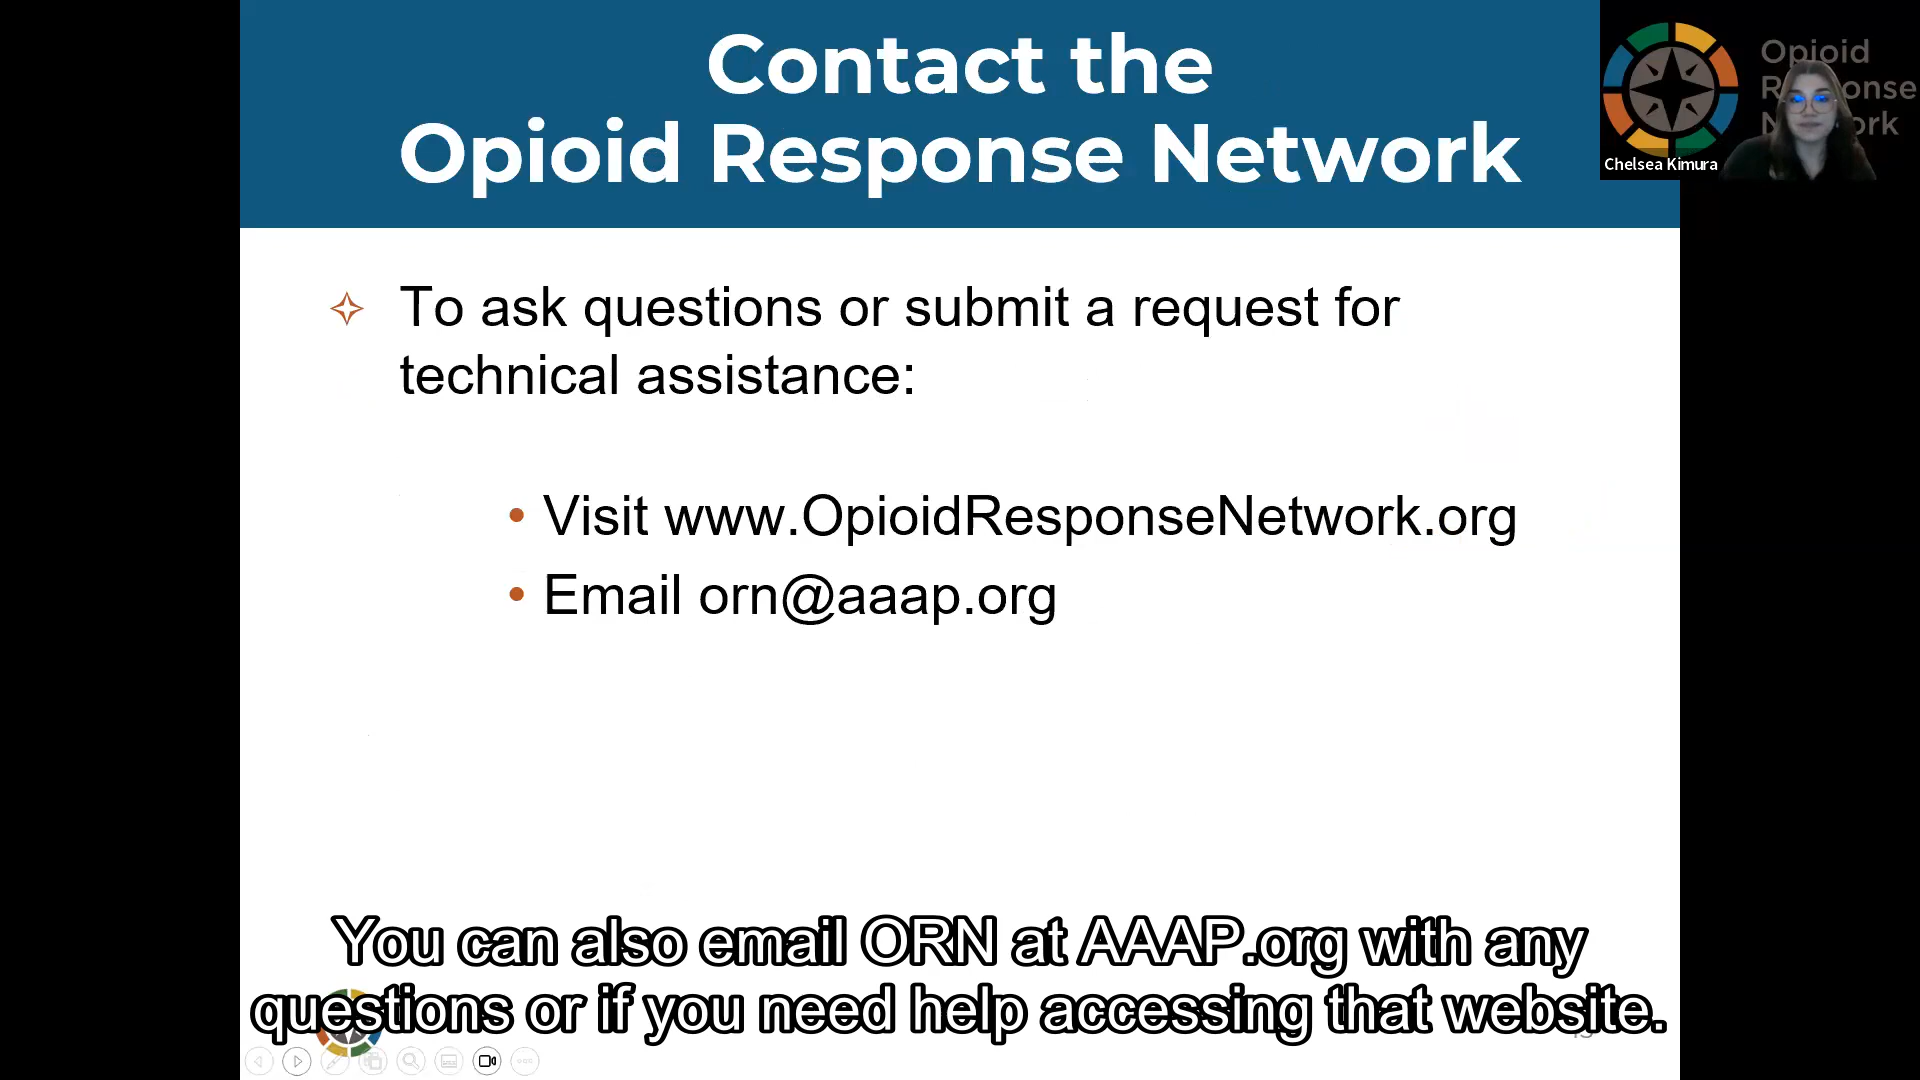 Contact the
Opioid Response Network
Opioid
Response
Network
Chelsea Kimura
To ask questions or submit a request for
technical assistance:
• Visit www.OpioidResponseNetwork.org
• Email orn@aaap.org
You can also email ORN at AAAP.org with any
questions or if you need help accessing that website.